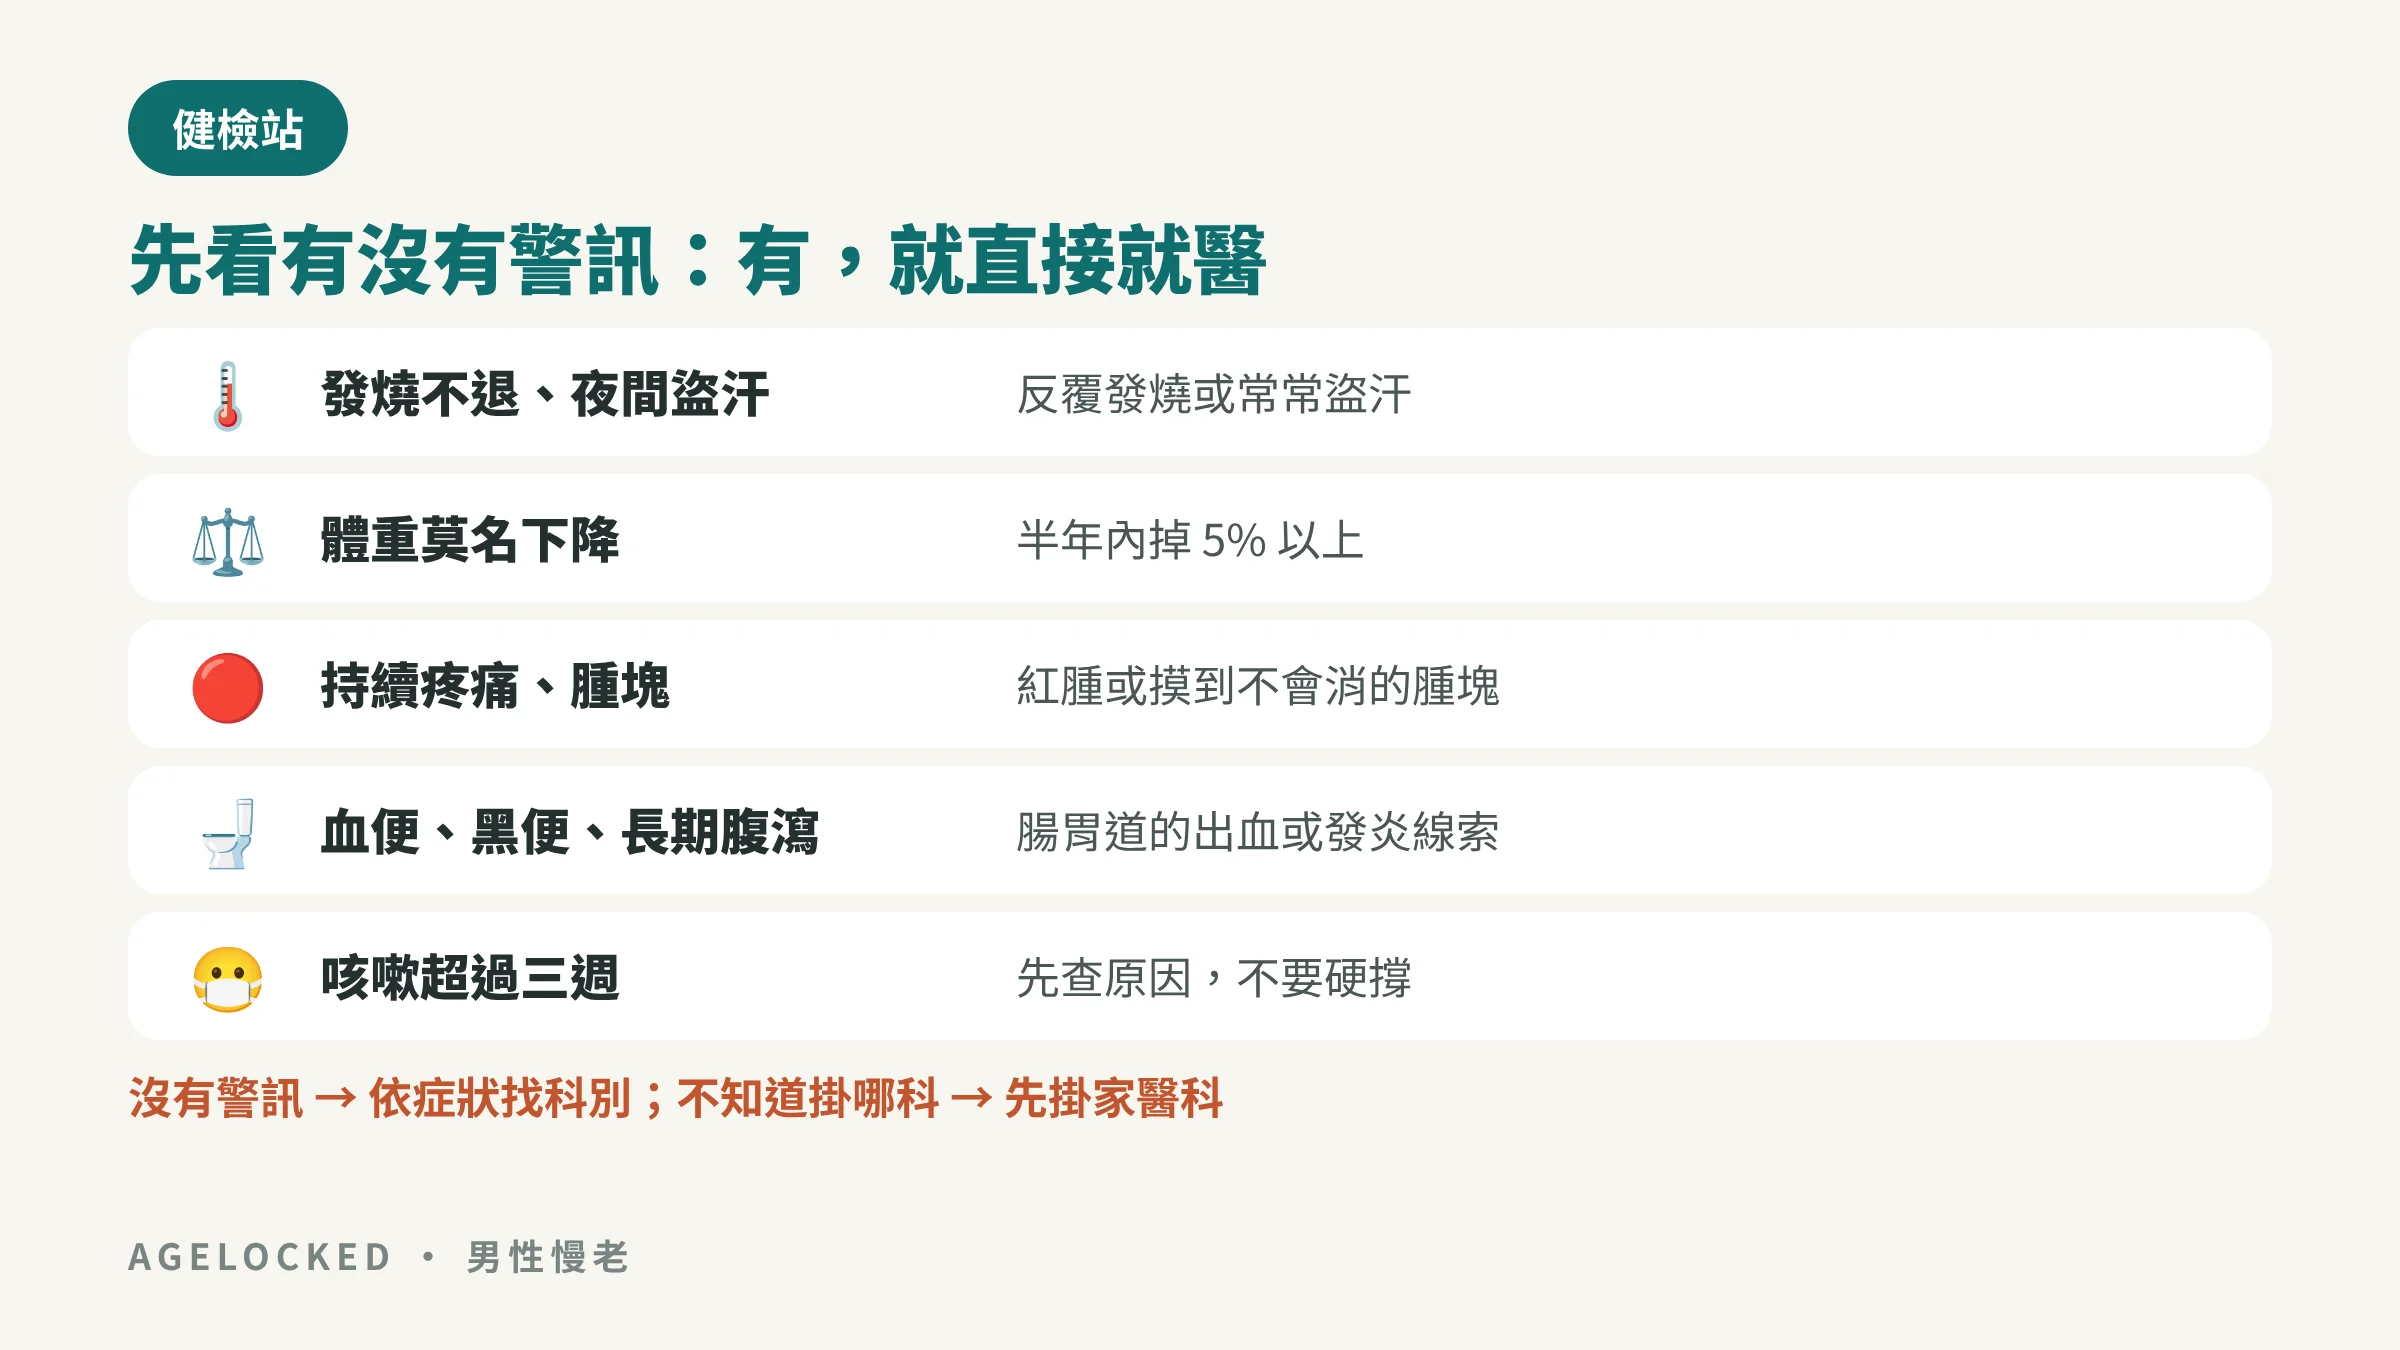 健檢站
先看有沒有警訊：有，就直接就醫
發燒不退、夜間盜汗 反覆發燒或常常盜汗
體重莫名下降 半年內掉 5% 以上
持續疼痛、腫塊 紅腫或摸到不會消的腫塊
血便、黑便、長期腹瀉 腸胃道的出血或發炎線索
咳嗽超過三週 先查原因，不要硬撐
沒有警訊 → 依症狀找科別；不知道掛哪科 → 先掛家醫科
AGELOCKED · 男性慢老